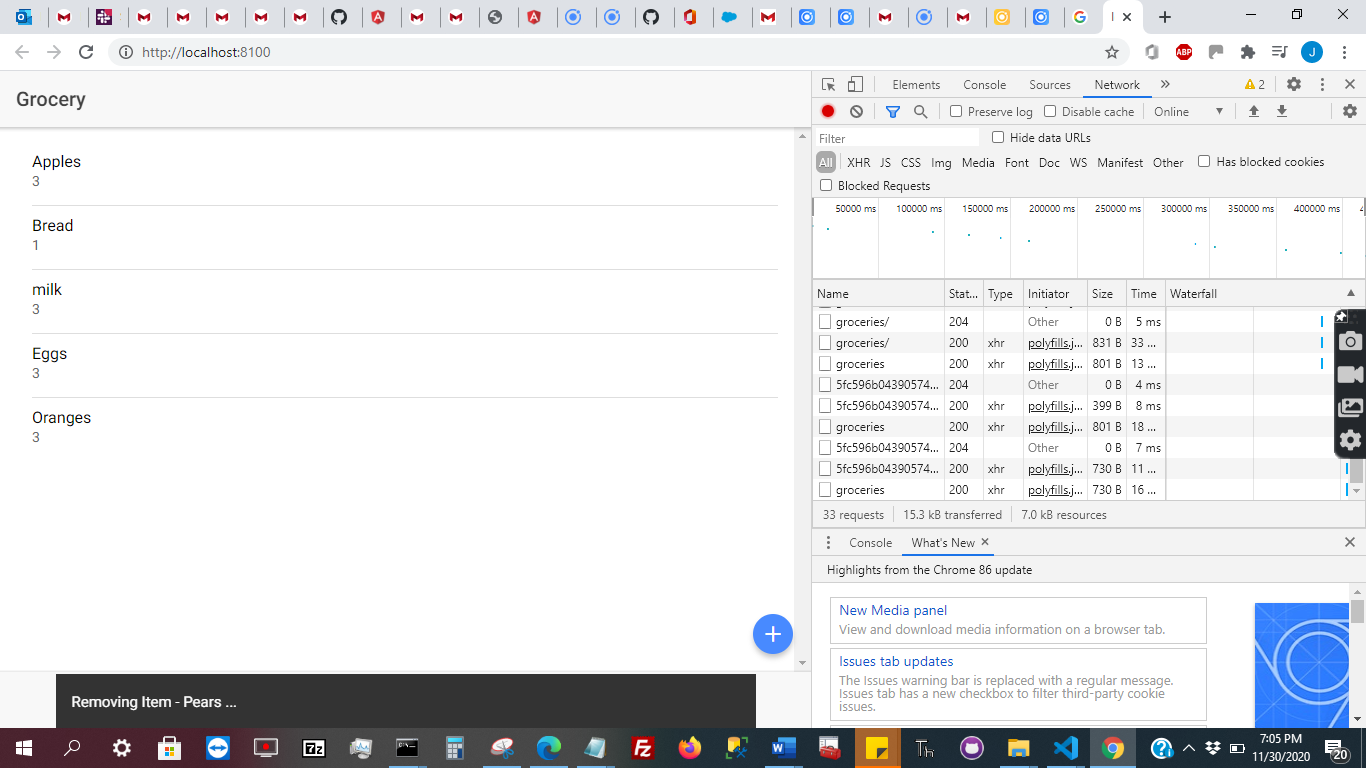 http://localhost:8100
ABP
J
Grocery
Apples
3
Bread
1
milk
3
Eggs
3
Oranges
3
Removing Item - Pears ...
Elements Console Sources Network 2
Preserve log Disable cache Online
Filter Hide data URLs
All XHR JS CSS Img Media Font Doc WS Manifest Other Has blocked cookies
Blocked Requests
50000 ms 100000 ms 150000 ms 200000 ms 250000 ms 300000 ms 350000 ms 400000 ms
Name Stat... Type Initiator Size Time Waterfall
groceries/ 204 Other 0 B 5 ms
groceries/ 200 xhr polyfills.j... 831 B 33 ...
groceries 200 xhr polyfills.j... 801 B 13 ...
5fc596b04390574... 204 Other 0 B 4 ms
5fc596b04390574... 200 xhr polyfills.j... 399 B 8 ms
groceries 200 xhr polyfills.j... 801 B 18 ...
5fc596b04390574... 204 Other 0 B 7 ms
5fc596b04390574... 200 xhr polyfills.j... 730 B 11 ...
groceries 200 xhr polyfills.j... 730 B 16 ...
33 requests 15.3 kB transferred 7.0 kB resources
Console What's New
Highlights from the Chrome 86 update
New Media panel
View and download media information on a browser tab.
Issues tab updates
The Issues warning bar is replaced with a regular message.
Issues tab has a new checkbox to filter third-party cookie
issues.
7z
Fz
W
Th
7:05 PM
11/30/2020
20